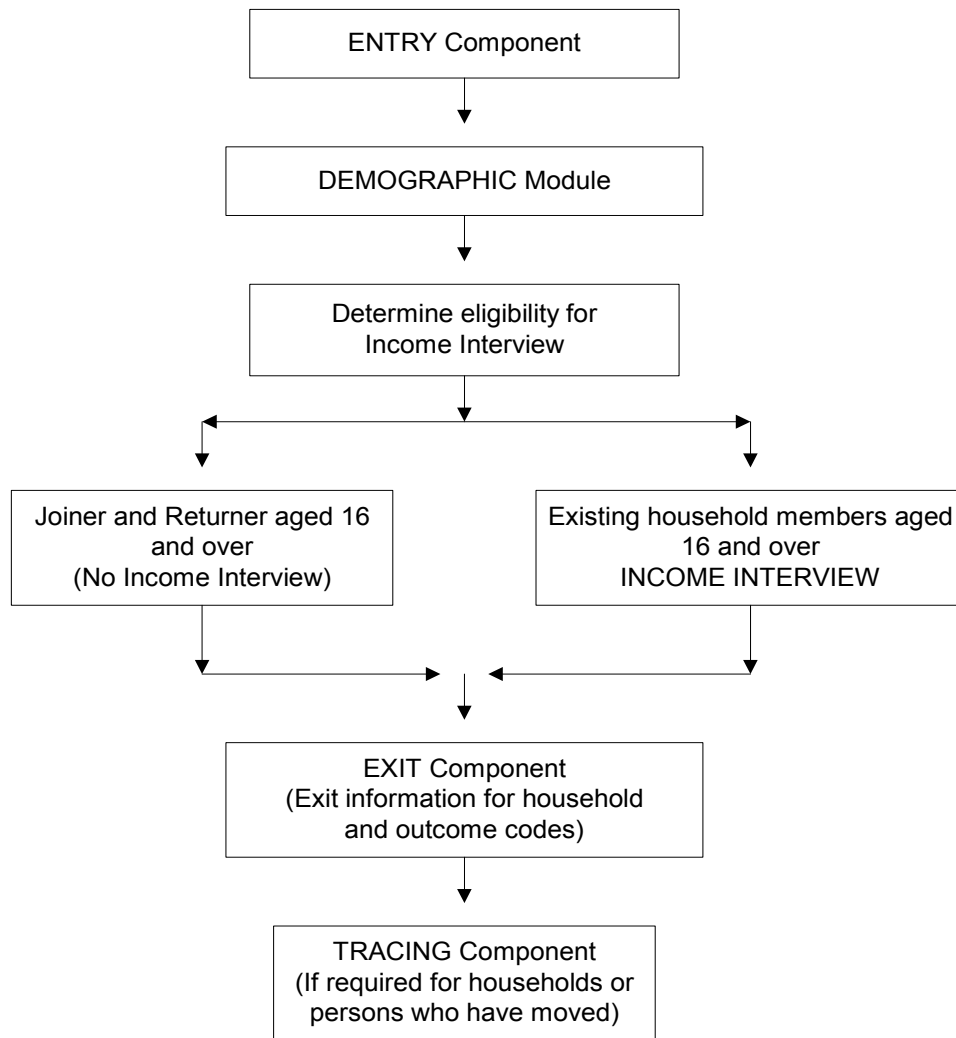 ENTRY Component
DEMOGRAPHIC Module
Determine eligibility for
Income Interview
Joiner and Returner aged 16
and over
(No Income Interview)
Existing household members aged
16 and over
INCOME INTERVIEW
EXIT Component
(Exit information for household
and outcome codes)
TRACING Component
(If required for households or
persons who have moved)